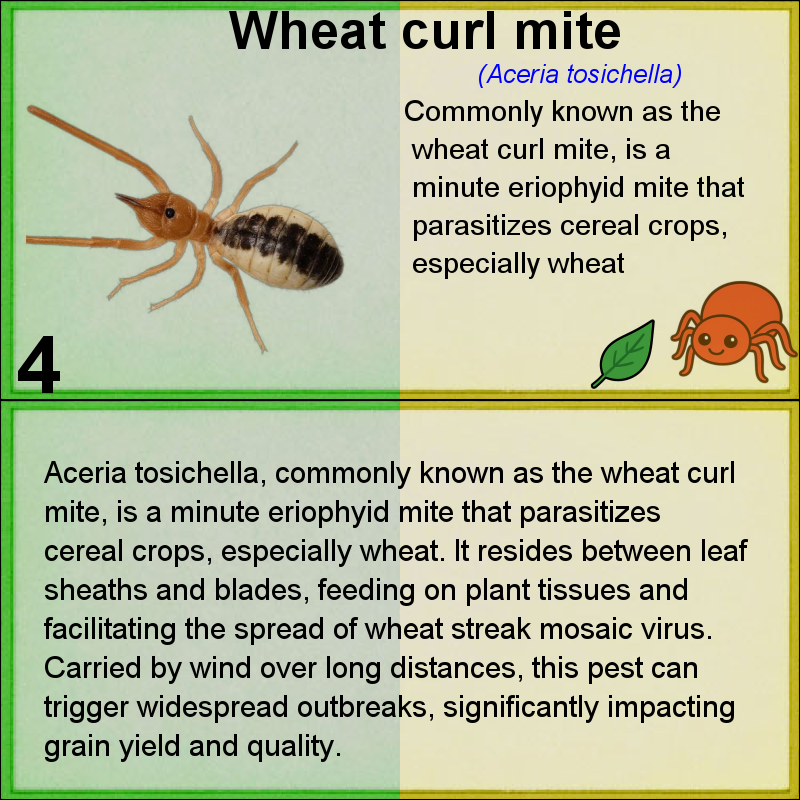 Wheat curl mite
(Aceria tosichella)
Commonly known as the
wheat curl mite, is a
minute eriophyid mite that
parasitizes cereal crops,
especially wheat
4
Aceria tosichella, commonly known as the wheat curl
mite, is a minute eriophyid mite that parasitizes
cereal crops, especially wheat. It resides between leaf
sheaths and blades, feeding on plant tissues and
facilitating the spread of wheat streak mosaic virus.
Carried by wind over long distances, this pest can
trigger widespread outbreaks, significantly impacting
grain yield and quality.